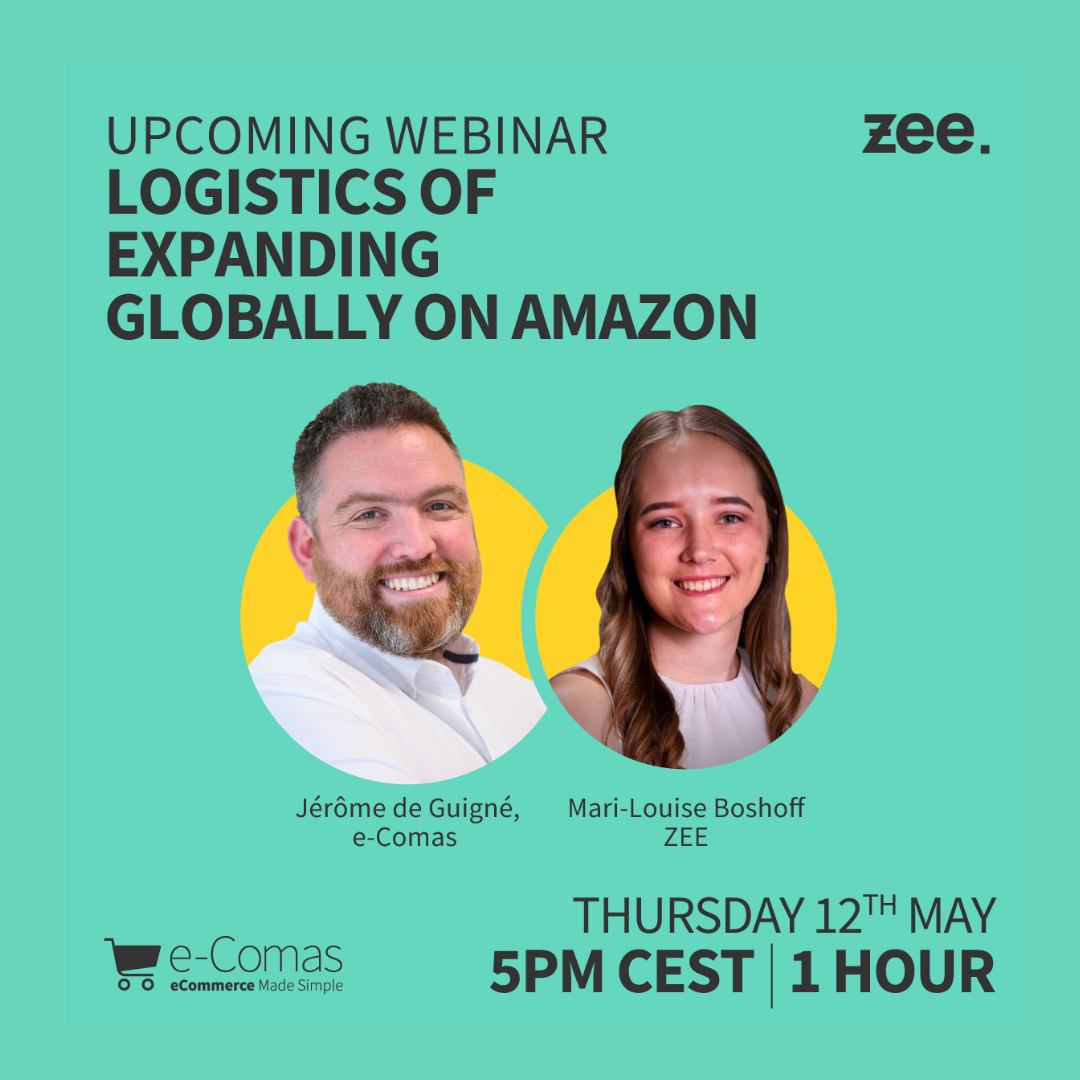 UPCOMING WEBINAR
zee.
LOGISTICS OF
EXPANDING
GLOBALLY ON AMAZON
Jérôme de Guigné,
e-Comas
Mari-Louise Boshoff
ZEE
THURSDAY 12TH MAY
5PM CEST | 1 HOUR
e-Comas
eCommerce Made Simple